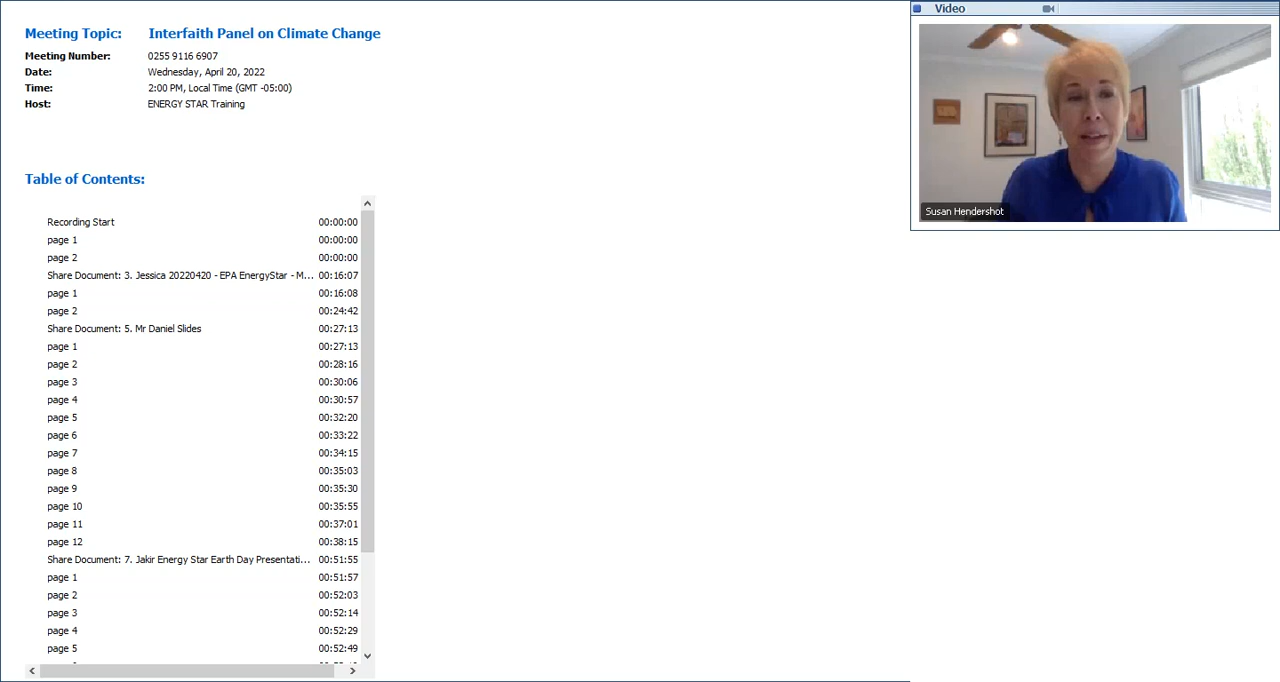 Meeting Topic: Interfaith Panel on Climate Change
Meeting Number: 0255 9116 6907
Date: Wednesday, April 20, 2022
Time: 2:00 PM, Local Time (GMT -05:00)
Host: ENERGY STAR Training
Table of Contents:
Recording Start 00:00:00
page 1 00:00:00
page 2 00:00:00
Share Document: 3. Jessica 20220420 - EPA EnergyStar - M... 00:16:07
page 1 00:16:08
page 2 00:24:42
Share Document: 5. Mr Daniel Slides 00:27:13
page 1 00:27:13
page 2 00:28:16
page 3 00:30:06
page 4 00:30:57
page 5 00:32:20
page 6 00:33:22
page 7 00:34:15
page 8 00:35:03
page 9 00:35:30
page 10 00:35:55
page 11 00:37:01
page 12 00:38:15
Share Document: 7. Jakir Energy Star Earth Day Presentati... 00:51:55
page 1 00:51:57
page 2 00:52:03
page 3 00:52:14
page 4 00:52:29
page 5 00:52:49
Video
Susan Hendershot